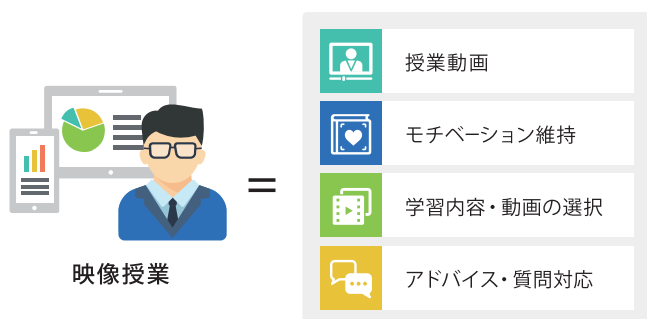 映像授業
=
授業動画
モチベーション維持
学習内容・動画の選択
アドバイス・質問対応